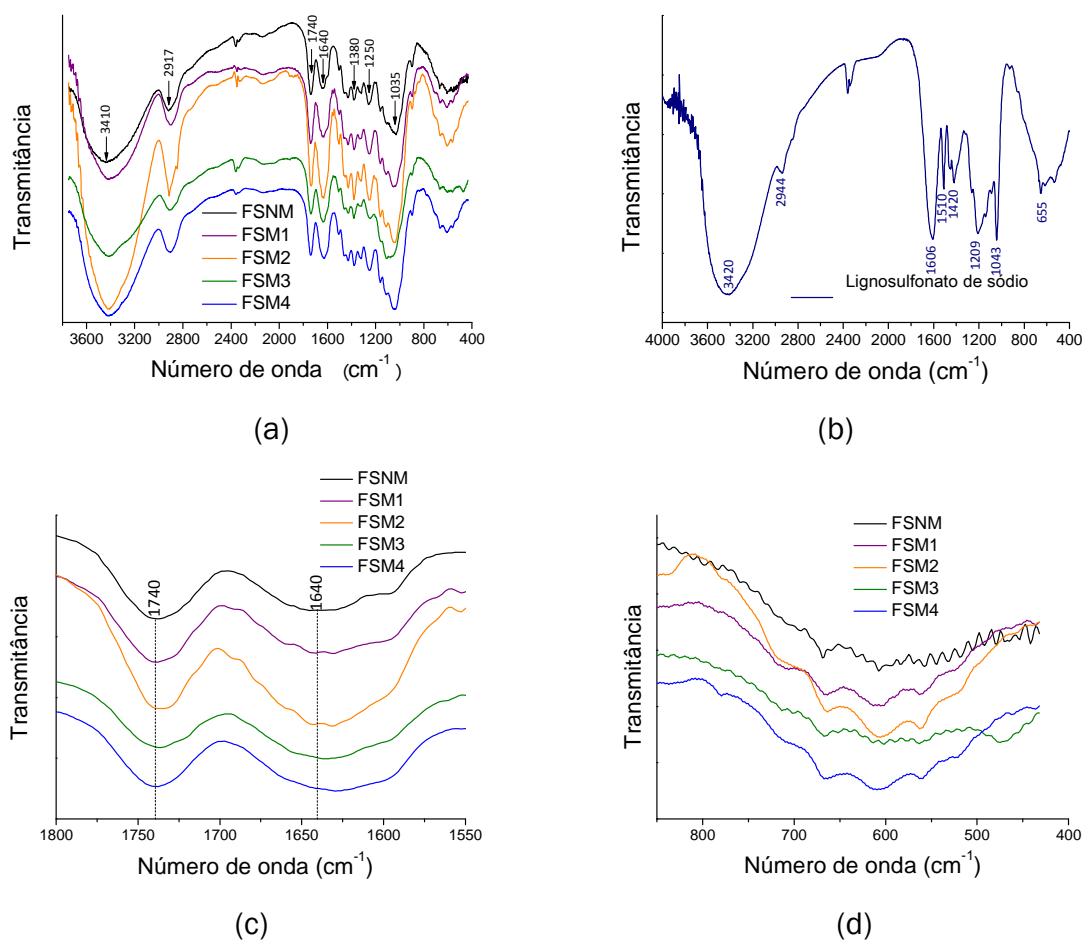 Transmitância
3410
2917
1740
1640
1380
1250
1035
FSNM
FSM1
FSM2
FSM3
FSM4
3600 3200 2800 2400 2000 1600 1200 800 400
Número de onda (cm-1)
(a)
Transmitância
3420
2944
1606
1510
1420
1209
1043
655
Lignosulfonato de sódio
4000 3600 3200 2800 2400 2000 1600 1200 800 400
Número de onda (cm-1)
(b)
Transmitância
FSNM
FSM1
FSM2
FSM3
FSM4
1740
1640
1800 1750 1700 1650 1600 1550
Número de onda (cm-1)
(c)
Transmitância
FSNM
FSM1
FSM2
FSM3
FSM4
800 700 600 500 400
Número de onda (cm-1)
(d)